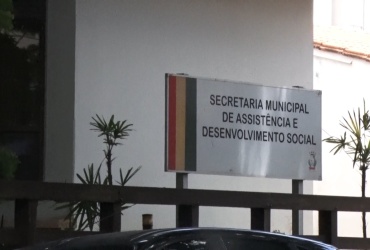 SECRETARIA MUNICIPAL
DE ASSISTÊNCIA E
DESENVOLVIMENTO SOCIAL